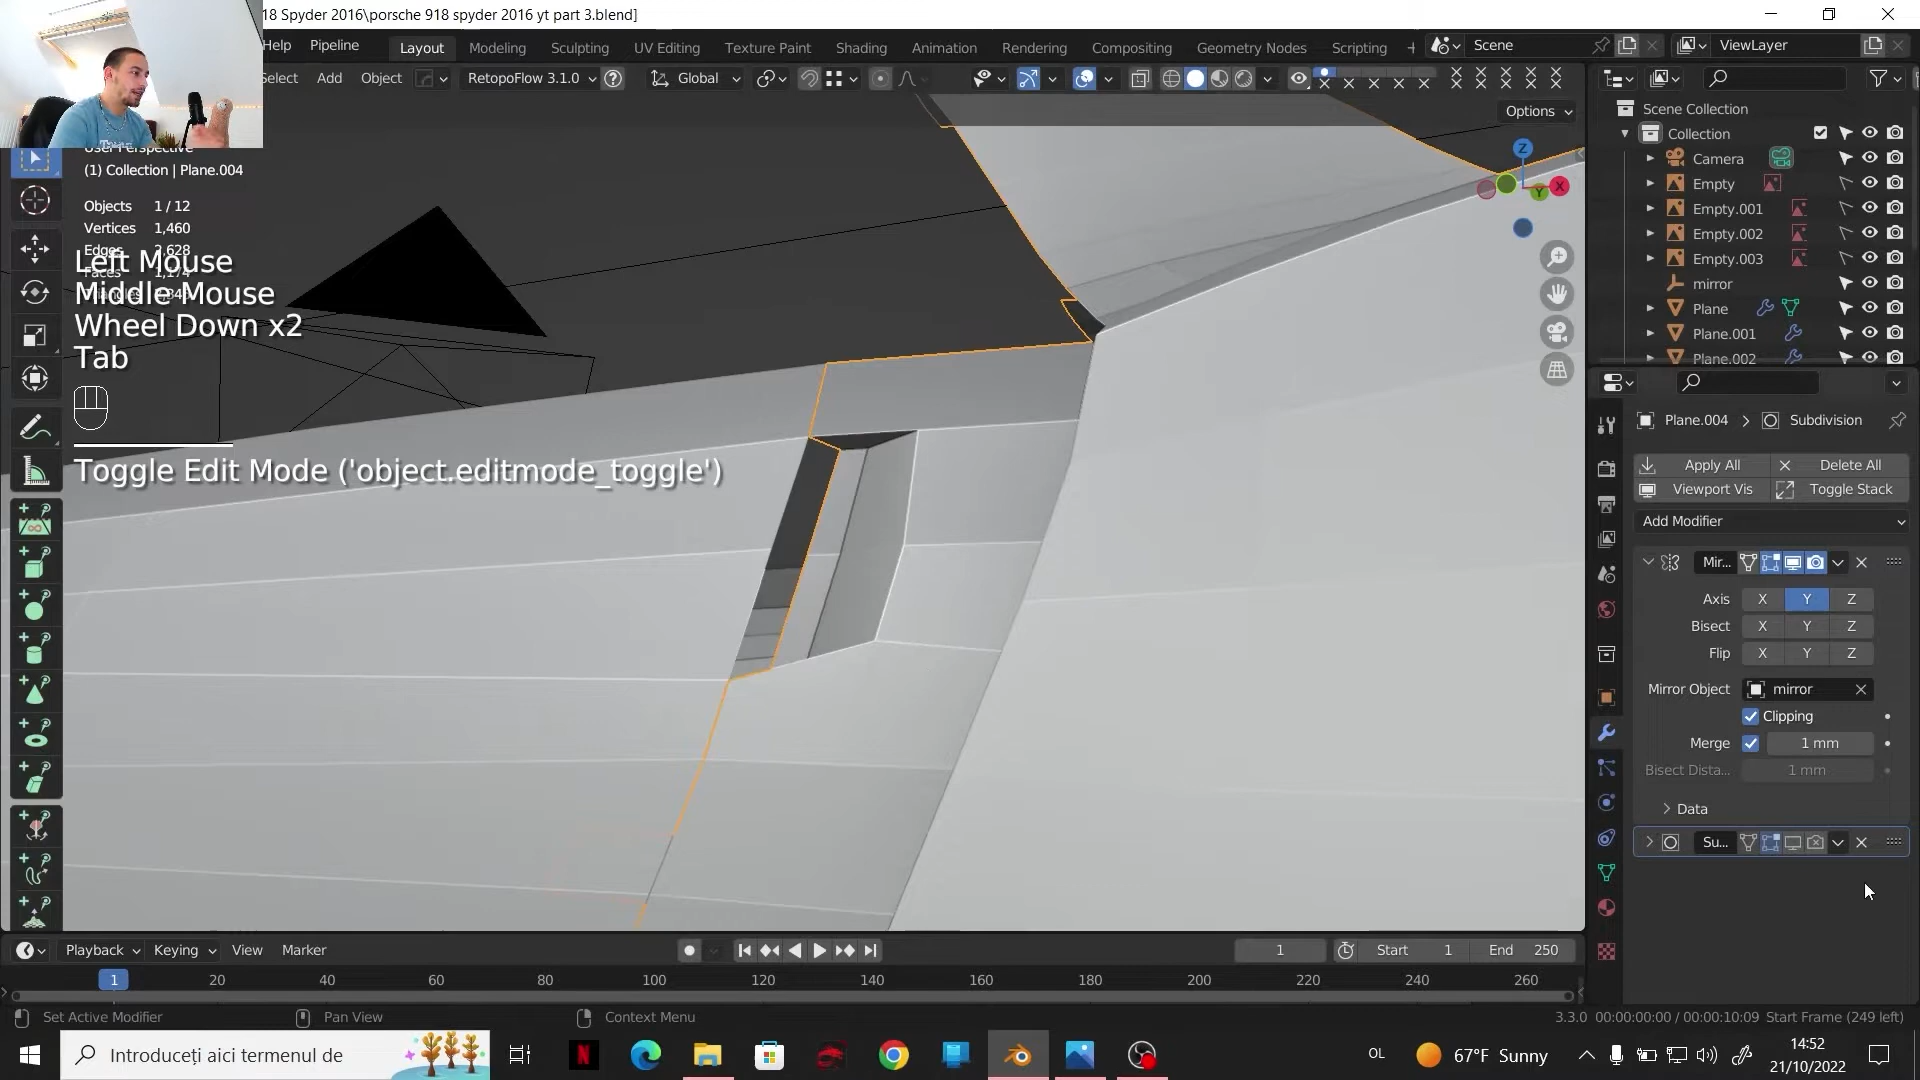 18 Spyder 2016\porsche 918 spyder 2016 yt part 3.blend]
Help Pipeline Layout Modeling Sculpting UV Editing Texture Paint Shading Animation Rendering Compositing Geometry Nodes Scripting + Scene ViewLayer
Select Add Object RetopoFlow 3.1.0 Global
Options
User Perspective
(1) Collection | Plane.004
Objects 1 / 12
Vertices 1,460
Edges 2,628
Faces 1,174
Left Mouse
Middle Mouse
Wheel Down x2
Tab
Toggle Edit Mode ('object.editmode_toggle')
Z
X
Y
Scene Collection
Collection
Camera
Empty
Empty.001
Empty.002
Empty.003
mirror
Plane
Plane.001
Plane.002
Plane.004 > Subdivision
Apply All Delete All
Viewport Vis Toggle Stack
Add Modifier
Mir...
Axis X Y Z
Bisect X Y Z
Flip X Y Z
Mirror Object mirror
Clipping
Merge 1 mm
Bisect Dista... 1 mm
Data
Su...
Playback Keying View Marker 1 Start 1 End 250
1 20 40 60 80 100 120 140 160 180 200 220 240 260
Set Active Modifier Pan View Context Menu 3.3.0 00:00:00:00 / 00:00:10:09 Start Frame (249 left)
Introduceți aici termenul de OL 67°F Sunny 14:52
21/10/2022